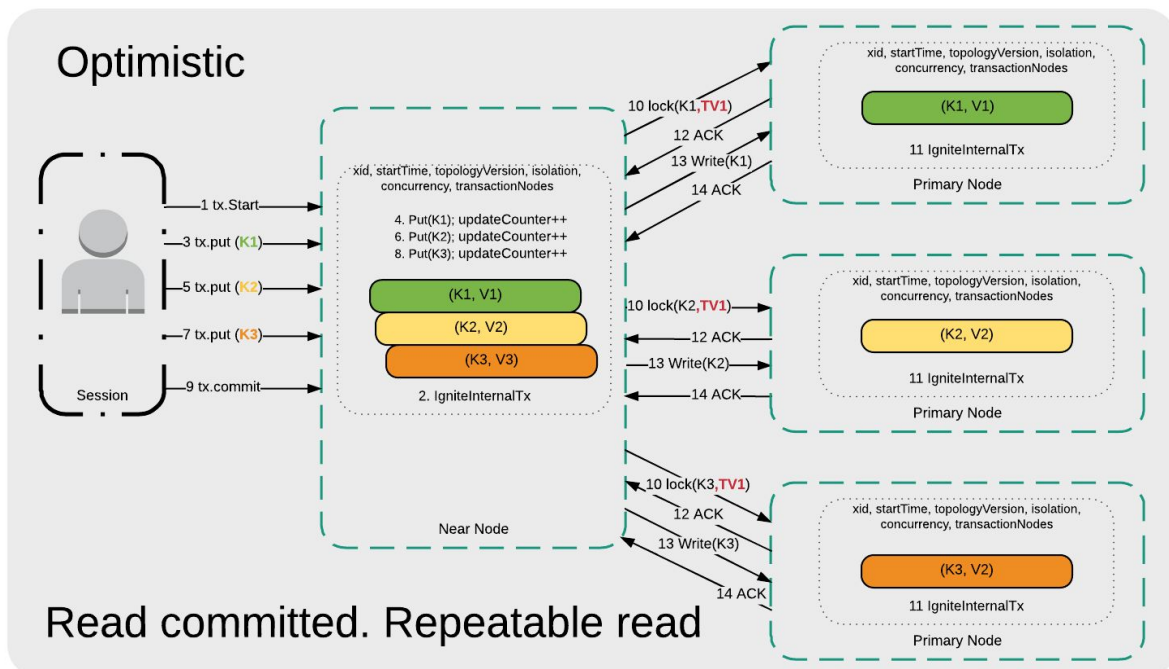 Optimistic
1 tx.Start
3 tx.put (K1)
5 tx.put (K2)
7 tx.put (K3)
9 tx.commit
Session
xid, startTime, topologyVersion, isolation,
concurrency, transactionNodes
4. Put(K1); updateCounter++
6. Put(K2); updateCounter++
8. Put(K3); updateCounter++
(K1, V1)
(K2, V2)
(K3, V3)
2. IgniteInternalTx
Near Node
10 lock(K1,TV1)
12 ACK
13 Write(K1)
14 ACK
xid, startTime, topologyVersion, isolation,
concurrency, transactionNodes
(K1, V1)
11 IgniteInternalTx
Primary Node
10 lock(K2,TV1)
12 ACK
13 Write(K2)
14 ACK
xid, startTime, topologyVersion, isolation,
concurrency, transactionNodes
(K2, V2)
11 IgniteInternalTx
Primary Node
10 lock(K3,TV1)
12 ACK
13 Write(K3)
14 ACK
xid, startTime, topologyVersion, isolation,
concurrency, transactionNodes
(K3, V2)
11 IgniteInternalTx
Primary Node
Read committed. Repeatable read